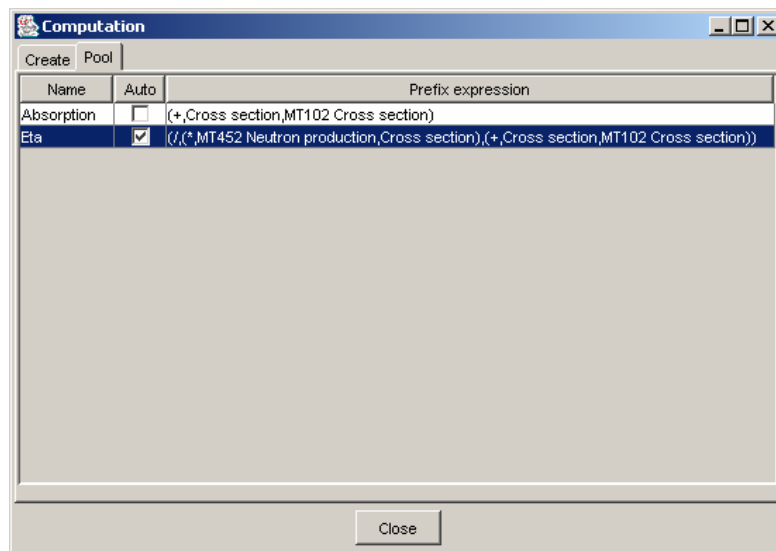 Computation
Create Pool
Name Auto Prefix expression
Absorption (+,Cross section,MT102 Cross section)
Eta (/,(*,MT452 Neutron production,Cross section),(+,Cross section,MT102 Cross section))
Close